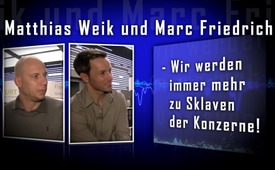 Matthias Weik und Marc Friedrich
- Wir werden
immer mehr
zu Sklaven
der Konzerne!